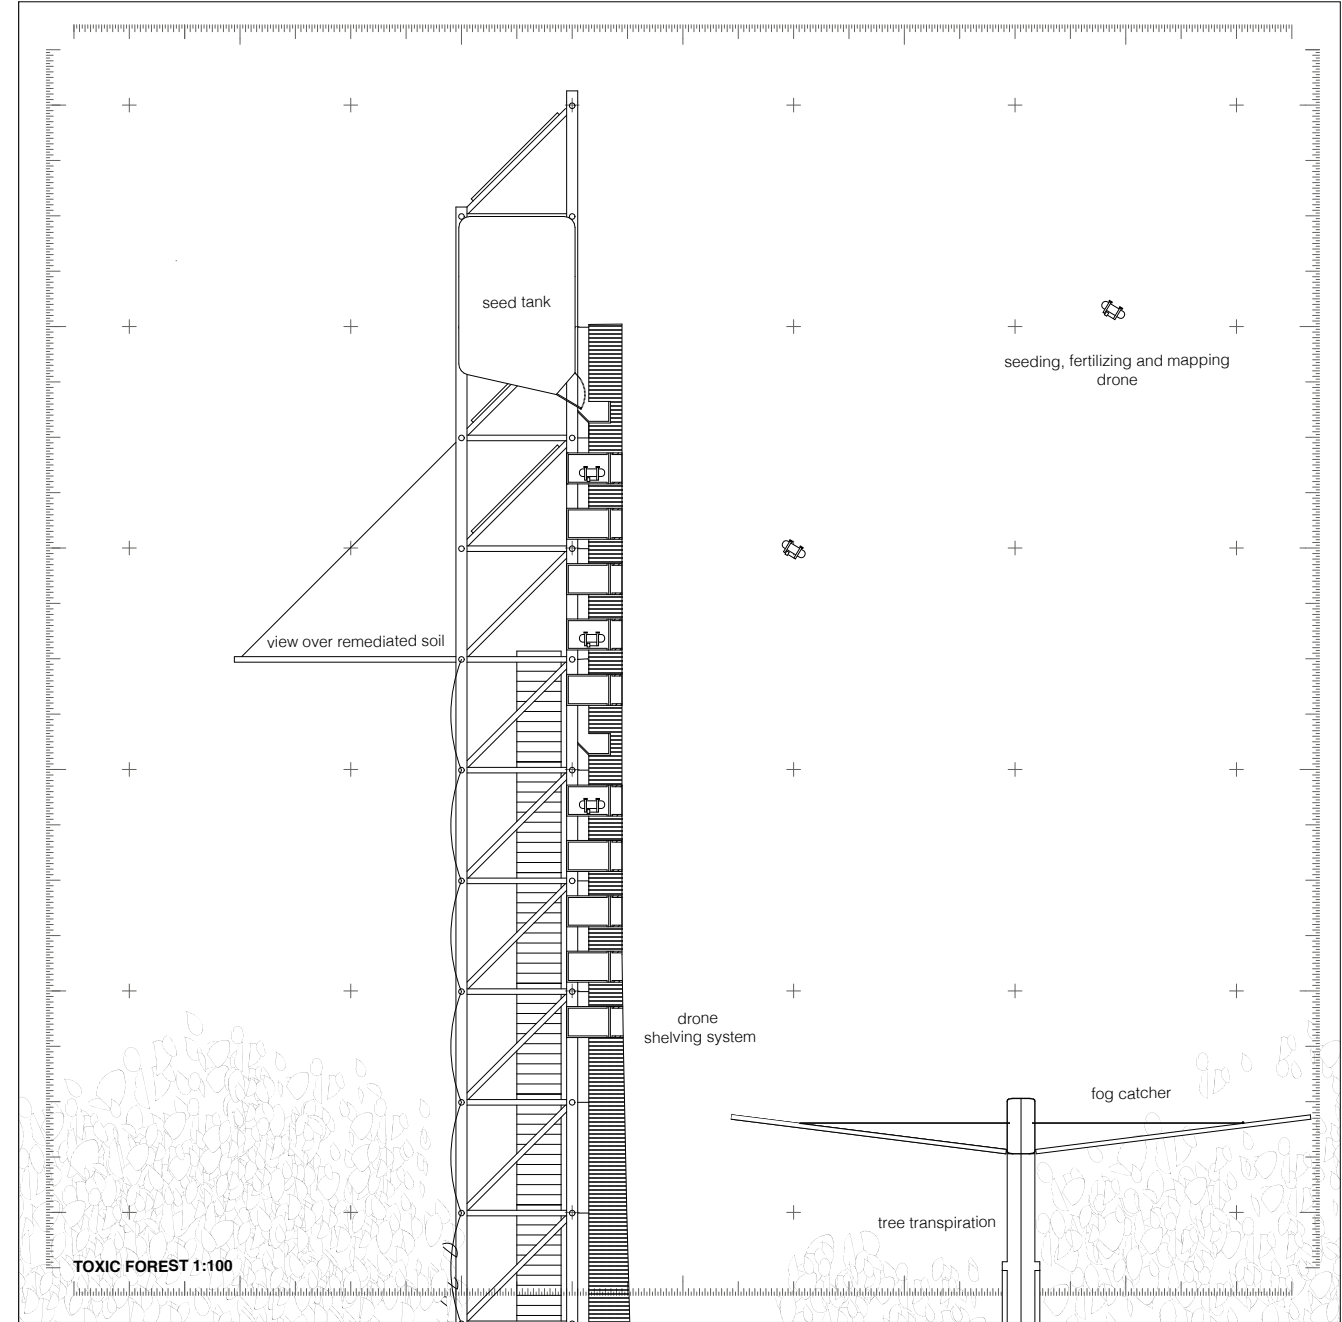 seed tank
seeding, fertilizing and mapping
drone
view over remediated soil
drone
shelving system
fog catcher
tree transpiration
TOXIC FOREST 1:100